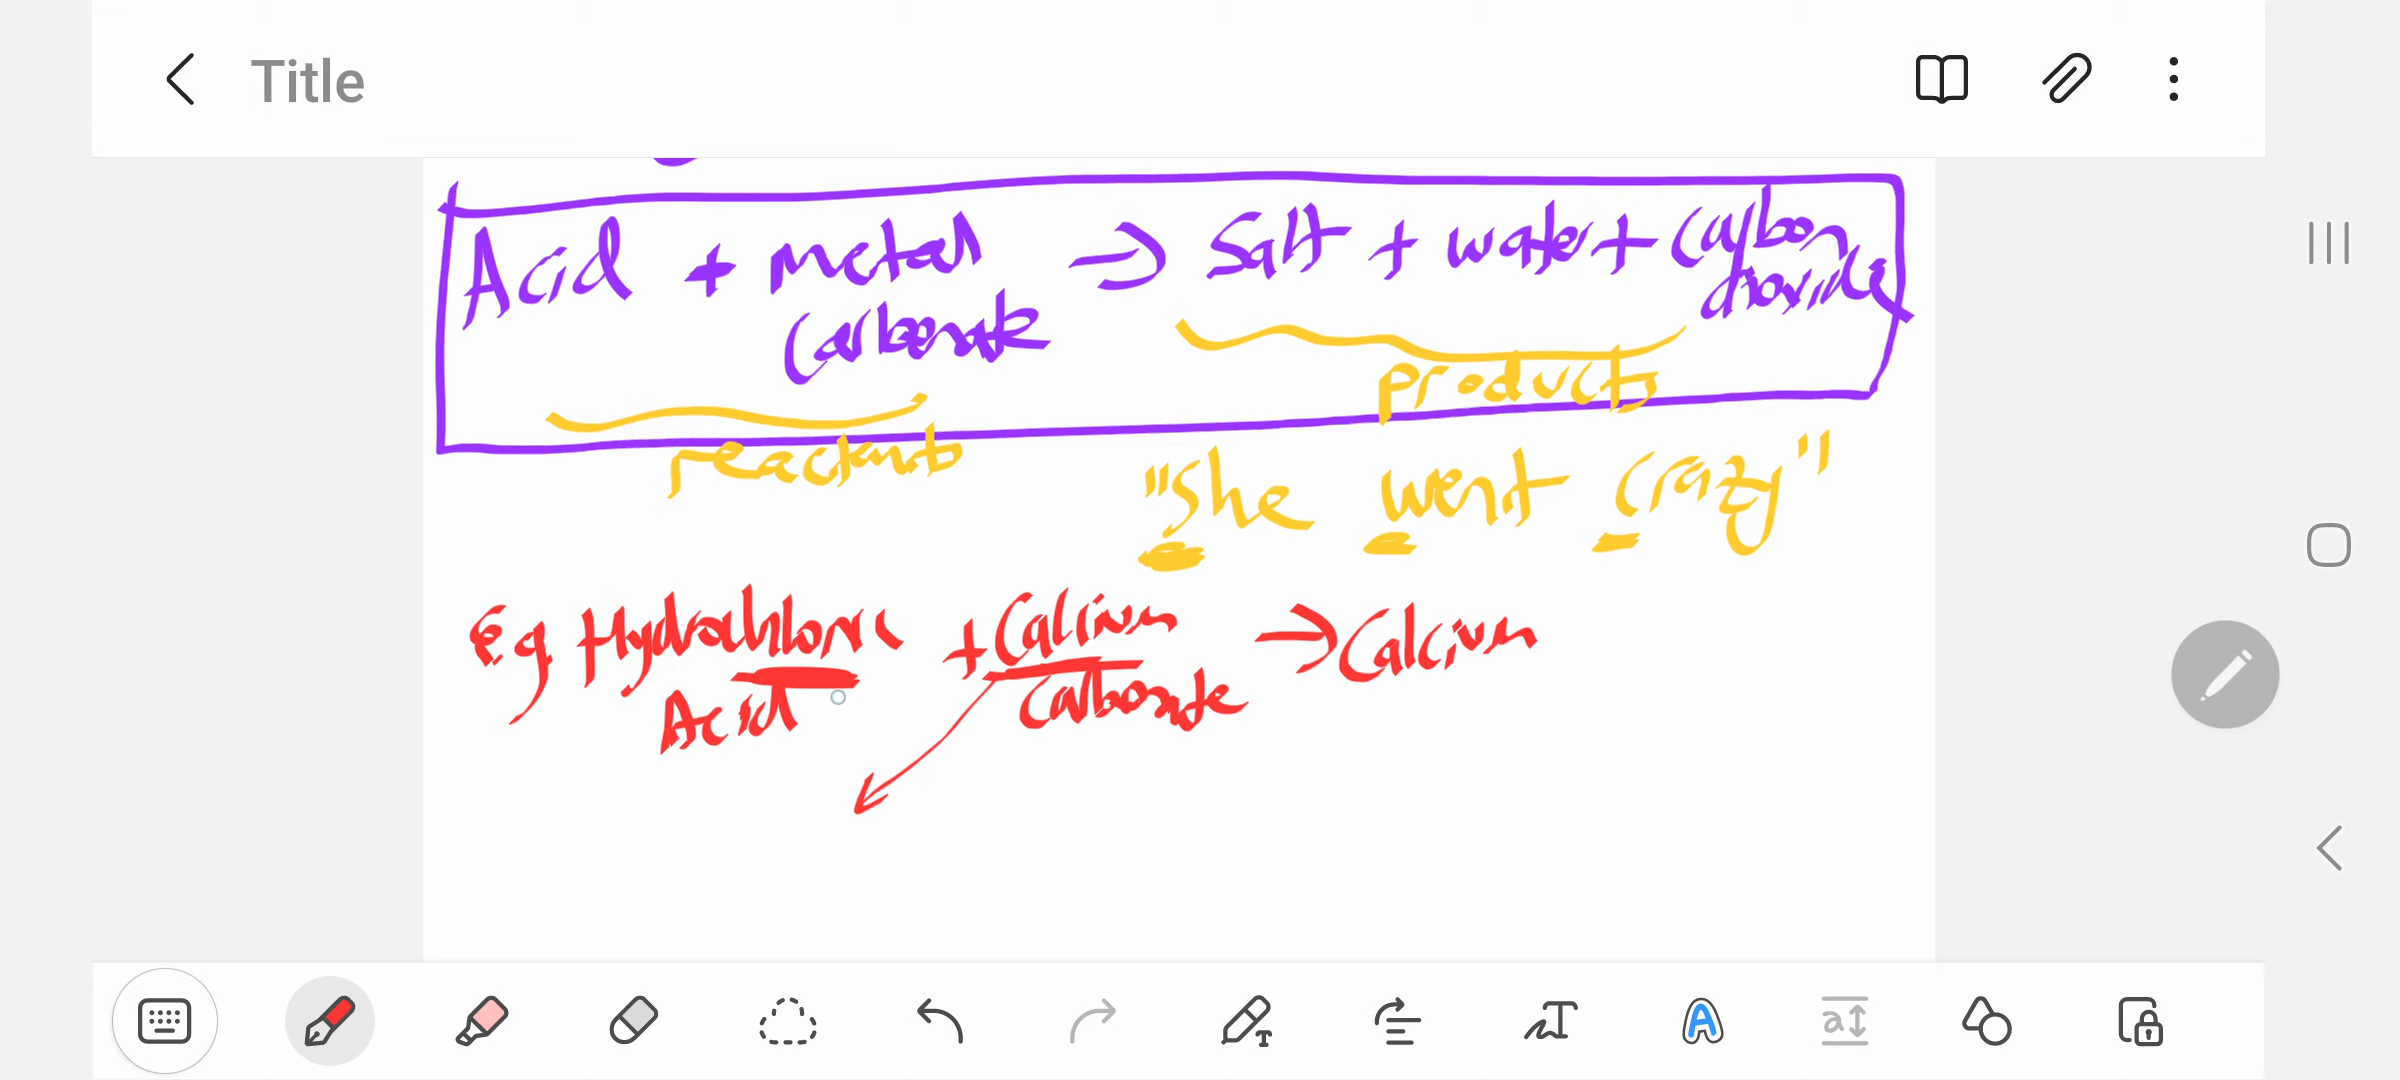 Title
Acid + metal → Salt + water + Carbon
Carbonate dioxide
products
reactants
"She went crazy"
Eg Hydrochloric + Calcium → Calcium
Acid Carbonate